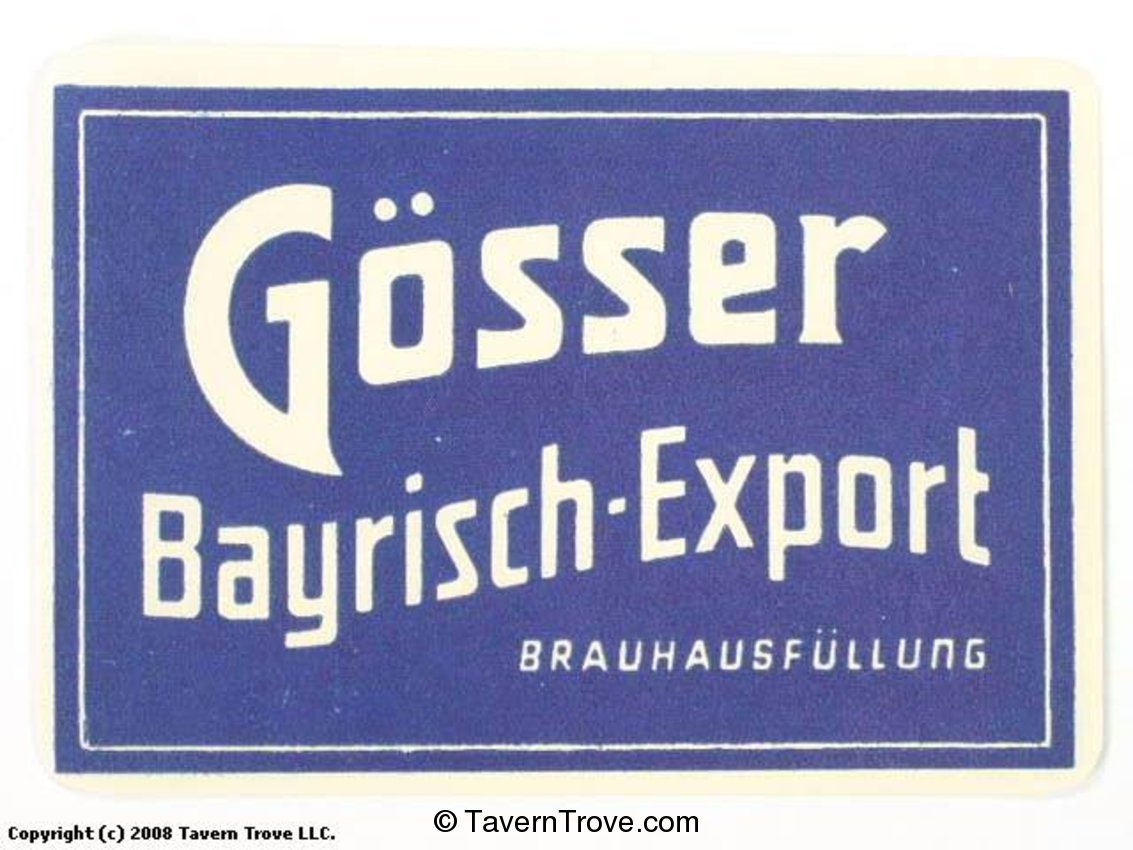 Gösser
Bayrisch-Export
BRAUHAUSFÜLLUNG
Copyright (c) 2008 Tavern Trove LLC.
© TavernTrove.com